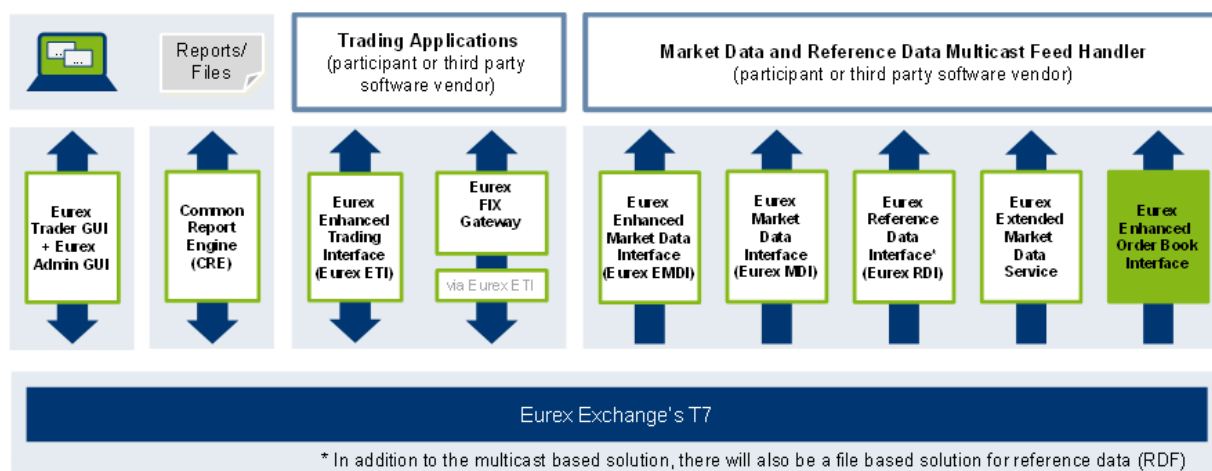 Reports/
Files
Trading Applications
(participant or third party
software vendor)
Market Data and Reference Data Multicast Feed Handler
(participant or third party software vendor)
Eurex
Trader GUI
+ Eurex
Admin GUI
Common
Report
Engine
(CRE)
Eurex
Enhanced
Trading
Interface
(Eurex ETI)
Eurex
FIX
Gateway
via Eurex ETI
Eurex
Enhanced
Market Data
Interface
(Eurex EMDI)
Eurex
Market
Data
Interface
(Eurex MDI)
Eurex
Reference
Data
Interface*
(Eurex RDI)
Eurex
Extended
Market
Data
Service
Eurex
Enhanced
Order Book
Interface
Eurex Exchange's T7
* In addition to the multicast based solution, there will also be a file based solution for reference data (RDF)